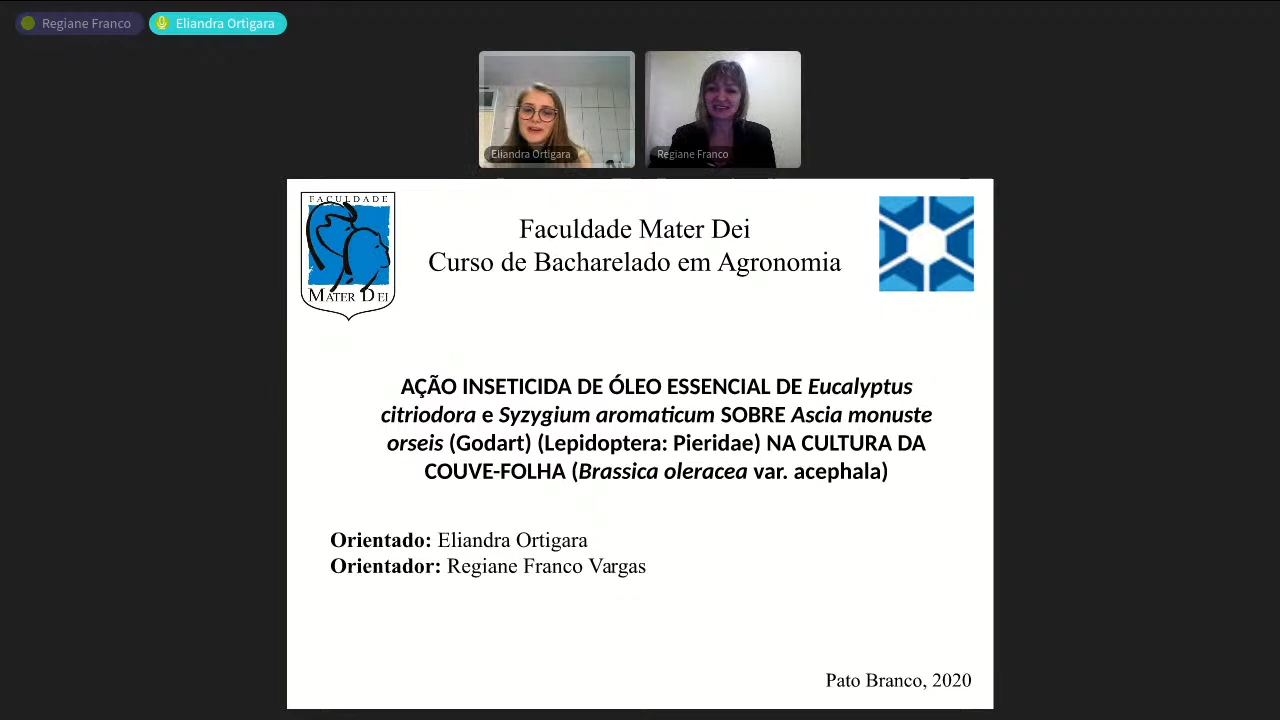 Regiane Franco
Eliandra Ortigara
Eliandra Ortigara
Regiane Franco
FACULDADE
MATER DEI
Faculdade Mater Dei
Curso de Bacharelado em Agronomia
AÇÃO INSETICIDA DE ÓLEO ESSENCIAL DE Eucalyptus
citriodora e Syzygium aromaticum SOBRE Ascia monuste
orseis (Godart) (Lepidoptera: Pieridae) NA CULTURA DA
COUVE-FOLHA (Brassica oleracea var. acephala)
Orientado: Eliandra Ortigara
Orientador: Regiane Franco Vargas
Pato Branco, 2020